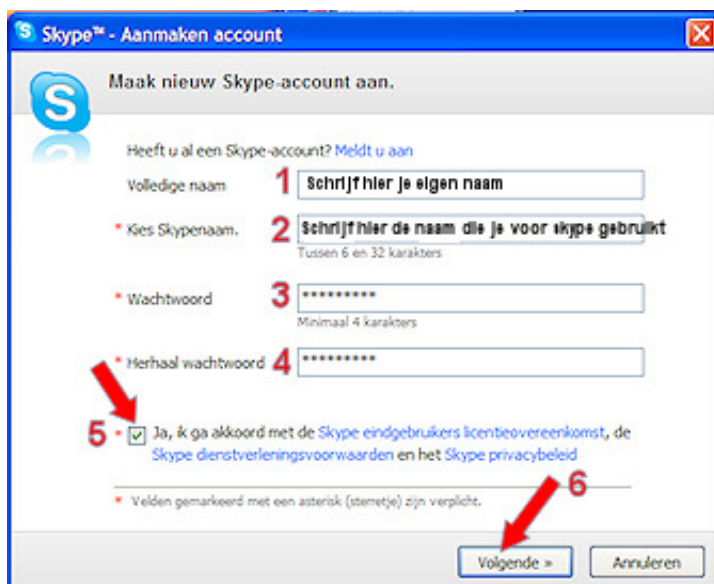 Skype™ - Aanmaken account
Maak nieuw Skype-account aan.
Heeft u al een Skype-account? Meldt u aan
Volledige naam 1 Schrijf hier je eigen naam
* Kies Skypenaam. 2 Schrijf hier de naam die je voor skype gebruikt
Tussen 6 en 32 karakters
* Wachtwoord 3 *********
Minimaal 4 karakters
* Herhaal wachtwoord 4 *********
5 * Ja, ik ga akkoord met de Skype eindgebruikers licentieovereenkomst, de
Skype dienstverleningsvoorwaarden en het Skype privacybeleid
* Velden gemarkeerd met een asterisk (sterretje) zijn verplicht.
6
Volgende » Annuleren